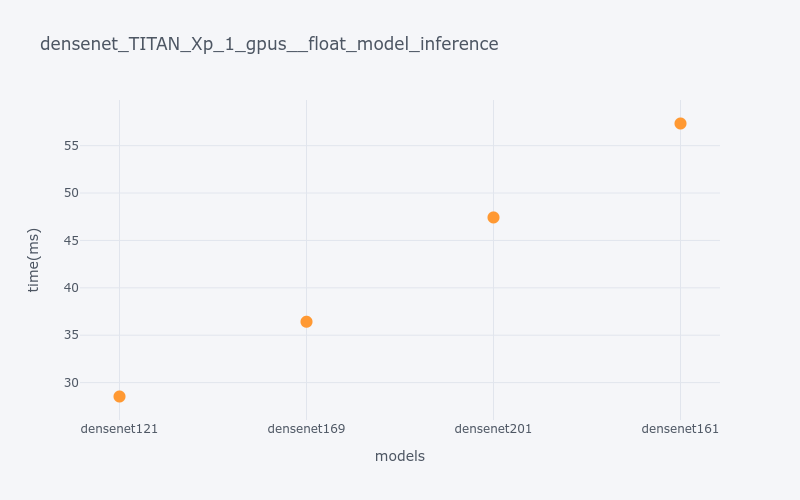 densenet_TITAN_Xp_1_gpus__float_model_inference
time(ms)
55
50
45
40
35
30
densenet121
densenet169
densenet201
densenet161
models